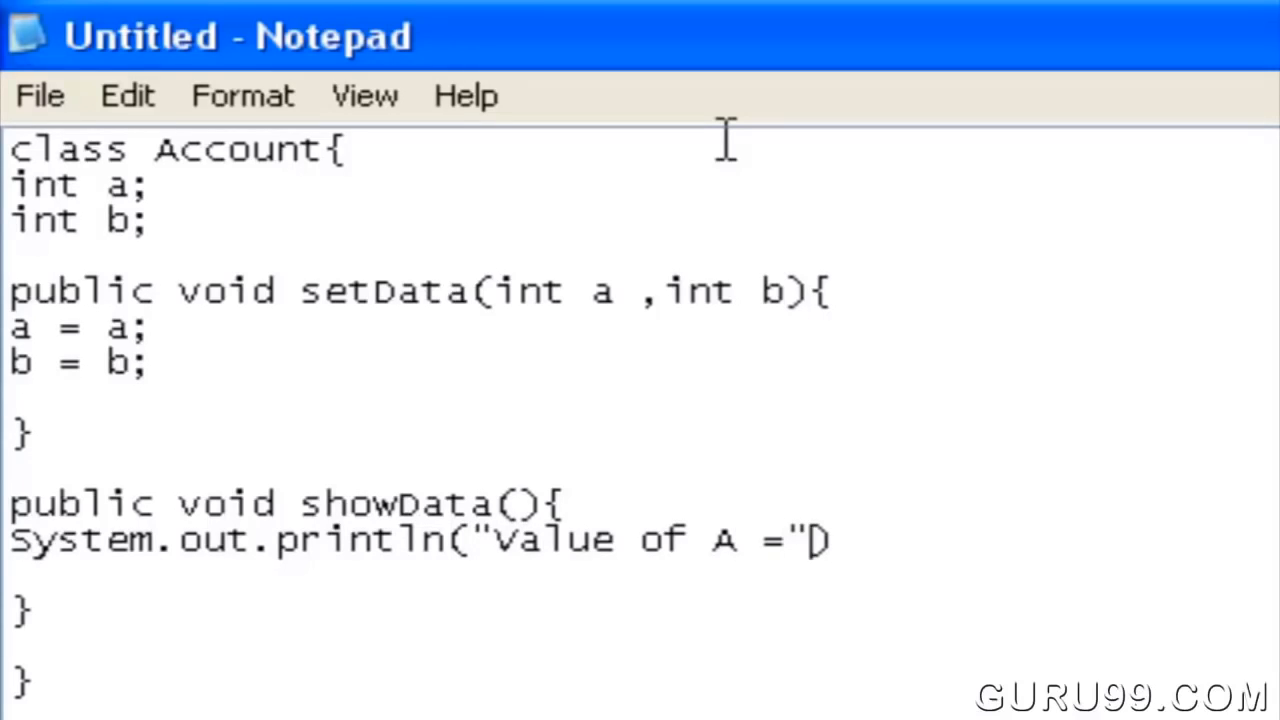 Untitled - Notepad
File Edit Format View Help
class Account{
int a;
int b;
public void setData(int a ,int b){
a = a;
b = b;
}
public void showData(){
System.out.println("Value of A =")
}
}
GURU99.COM